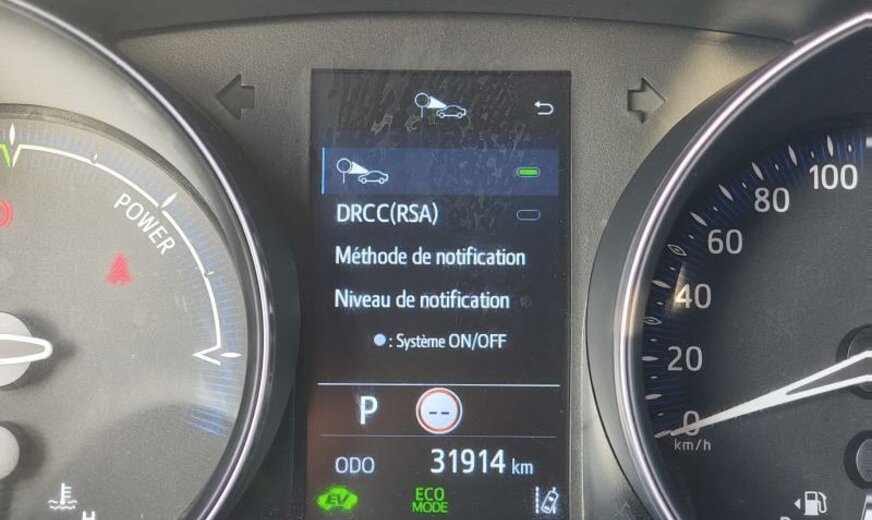 POWER
DRCC(RSA)
Méthode de notification
Niveau de notification
: Système ON/OFF
P
--
ODO 31914 km
EV
ECO
MODE
H
100
80
60
40
20
0
km/h